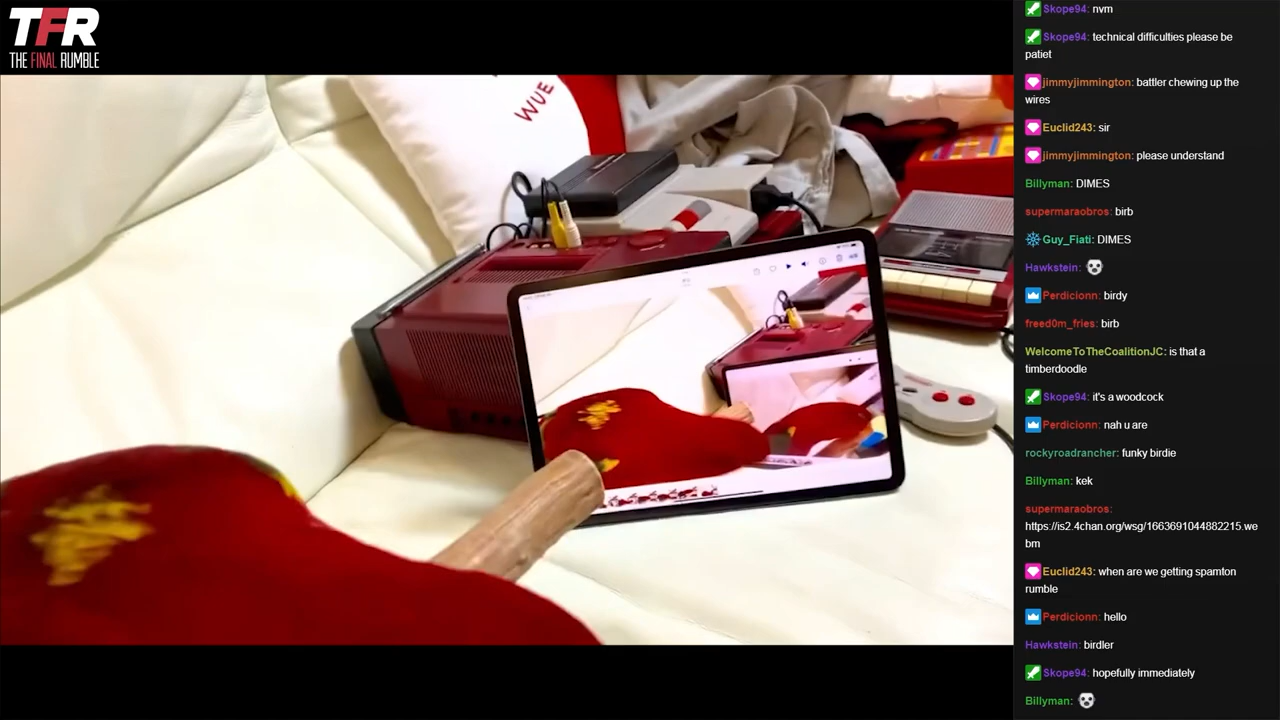 TFR
THE FINAL RUMBLE
WUE
Skope94: nvm
Skope94: technical difficulties please be
patiet
jimmyjimmington: battler chewing up the
wires
Euclid243: sir
jimmyjimmington: please understand
Billyman: DIMES
supermaraobros: birb
Guy_Fiati: DIMES
Hawkstein:
Perdicionn: birdy
freed0m_fries: birb
WelcomeToTheCoalitionJC: is that a
timberdoodle
Skope94: it's a woodcock
Perdicionn: nah u are
rockyroadrancher: funky birdie
Billyman: kek
supermaraobros:
https://is2.4chan.org/wsg/1663691044882215.we
bm
Euclid243: when are we getting spamton
rumble
Perdicionn: hello
Hawkstein: birdler
Skope94: hopefully immediately
Billyman: